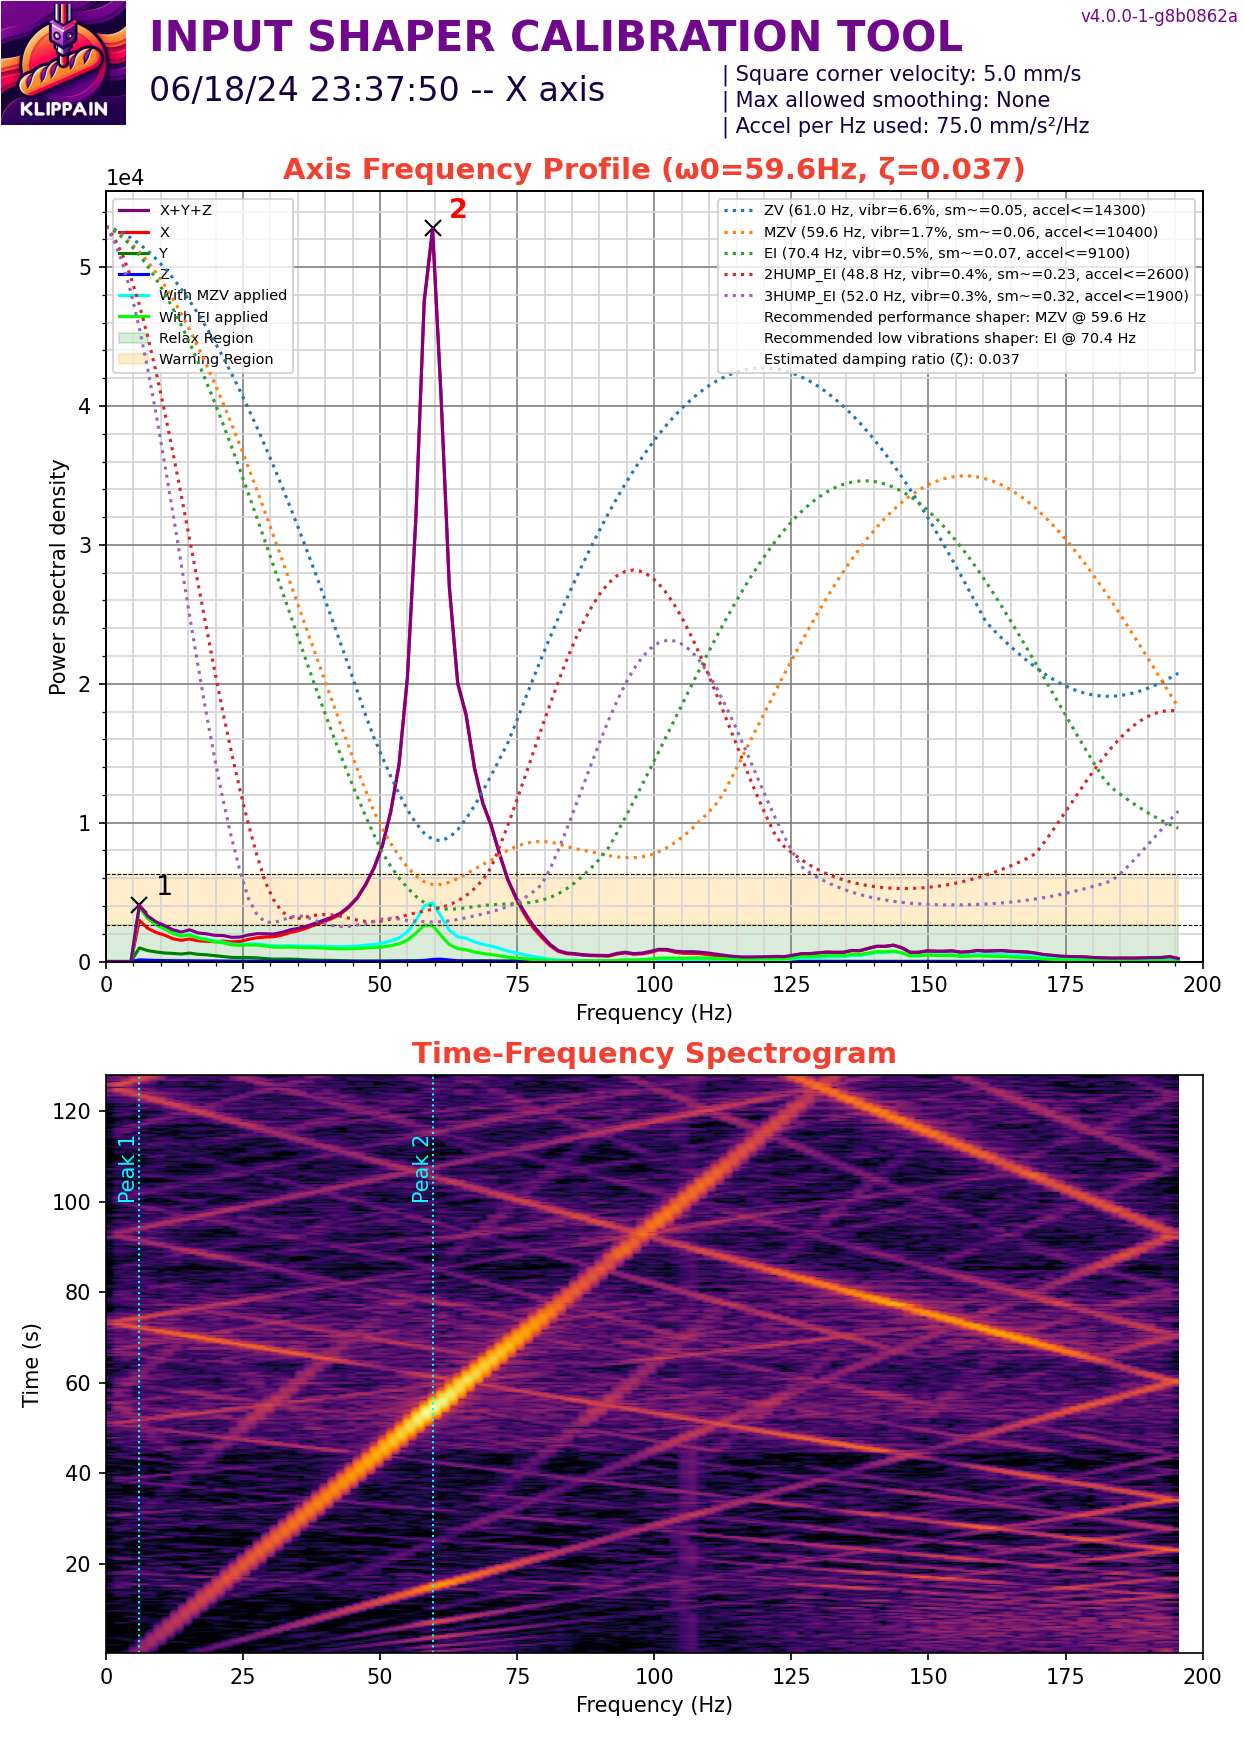 v4.0.0-1-g8b0862a
INPUT SHAPER CALIBRATION TOOL
06/18/24 23:37:50 -- X axis
| Square corner velocity: 5.0 mm/s
| Max allowed smoothing: None
| Accel per Hz used: 75.0 mm/s²/Hz
KLIPPAIN
Axis Frequency Profile (ω0=59.6Hz, ζ=0.037)
1e4
X+Y+Z
X
Y
Z
With MZV applied
With EI applied
Relax Region
Warning Region
ZV (61.0 Hz, vibr=6.6%, sm~=0.05, accel<=14300)
MZV (59.6 Hz, vibr=1.7%, sm~=0.06, accel<=10400)
EI (70.4 Hz, vibr=0.5%, sm~=0.07, accel<=9100)
2HUMP_EI (48.8 Hz, vibr=0.4%, sm~=0.23, accel<=2600)
3HUMP_EI (52.0 Hz, vibr=0.3%, sm~=0.32, accel<=1900)
Recommended performance shaper: MZV @ 59.6 Hz
Recommended low vibrations shaper: EI @ 70.4 Hz
Estimated damping ratio (ζ): 0.037
2
1
5
4
3
2
1
0
Power spectral density
0 25 50 75 100 125 150 175 200
Frequency (Hz)
Time-Frequency Spectrogram
Peak 1
Peak 2
120
100
80
60
40
20
Time (s)
0 25 50 75 100 125 150 175 200
Frequency (Hz)